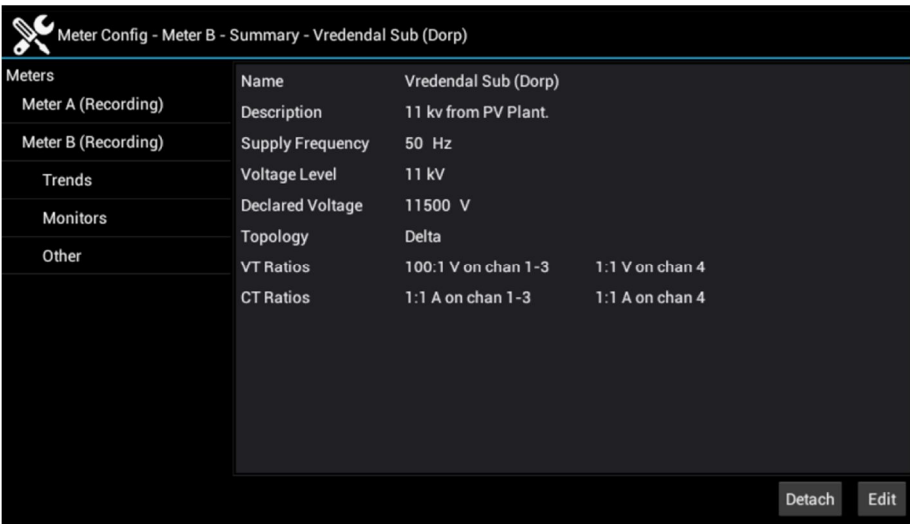 Meter Config - Meter B - Summary - Vredendal Sub (Dorp)
Meters
Meter A (Recording)
Meter B (Recording)
Trends
Monitors
Other
Name Vredendal Sub (Dorp)
Description 11 kv from PV Plant.
Supply Frequency 50 Hz
Voltage Level 11 kV
Declared Voltage 11500 V
Topology Delta
VT Ratios 100:1 V on chan 1-3 1:1 V on chan 4
CT Ratios 1:1 A on chan 1-3 1:1 A on chan 4
Detach Edit